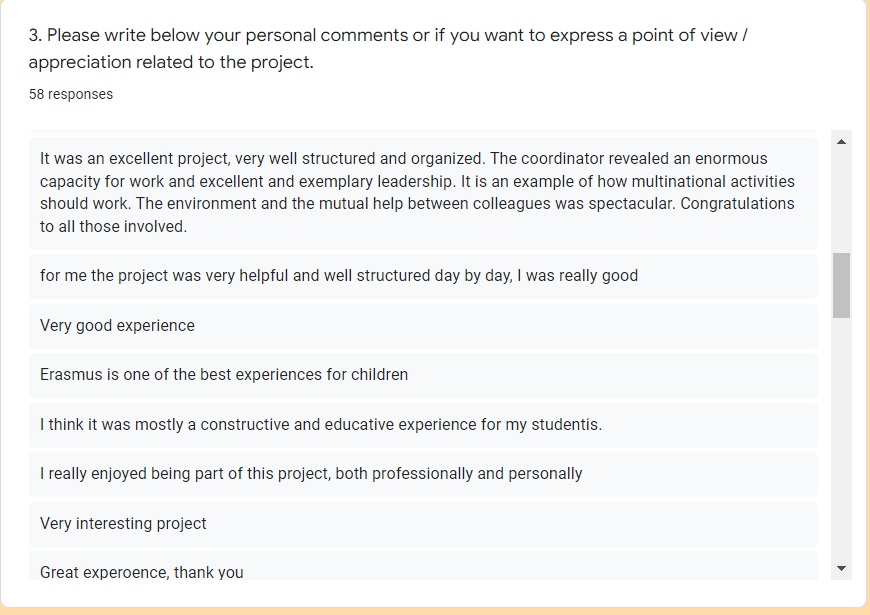 3. Please write below your personal comments or if you want to express a point of view /
appreciation related to the project.
58 responses
It was an excellent project, very well structured and organized. The coordinator revealed an enormous
capacity for work and excellent and exemplary leadership. It is an example of how multinational activities
should work. The environment and the mutual help between colleagues was spectacular. Congratulations
to all those involved.
for me the project was very helpful and well structured day by day, I was really good
Very good experience
Erasmus is one of the best experiences for children
I think it was mostly a constructive and educative experience for my studentis.
I really enjoyed being part of this project, both professionally and personally
Very interesting project
Great experoence, thank you